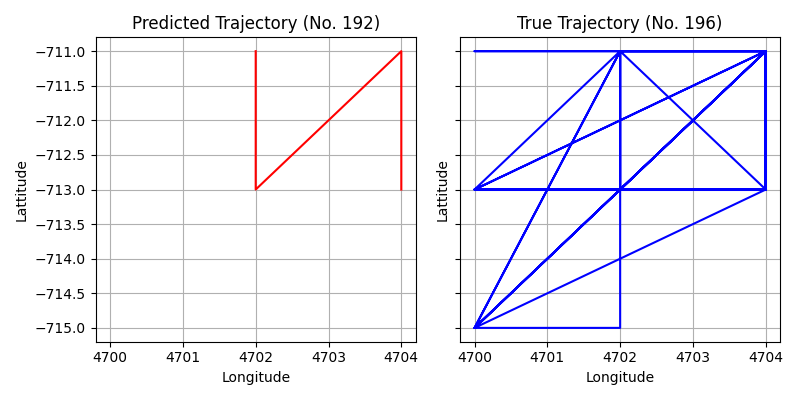 Predicted Trajectory (No. 192)
−711.0
−711.5
−712.0
−712.5
−713.0
−713.5
−714.0
−714.5
−715.0
Lattitude
4700 4701 4702 4703 4704
Longitude
True Trajectory (No. 196)
Lattitude
4700 4701 4702 4703 4704
Longitude